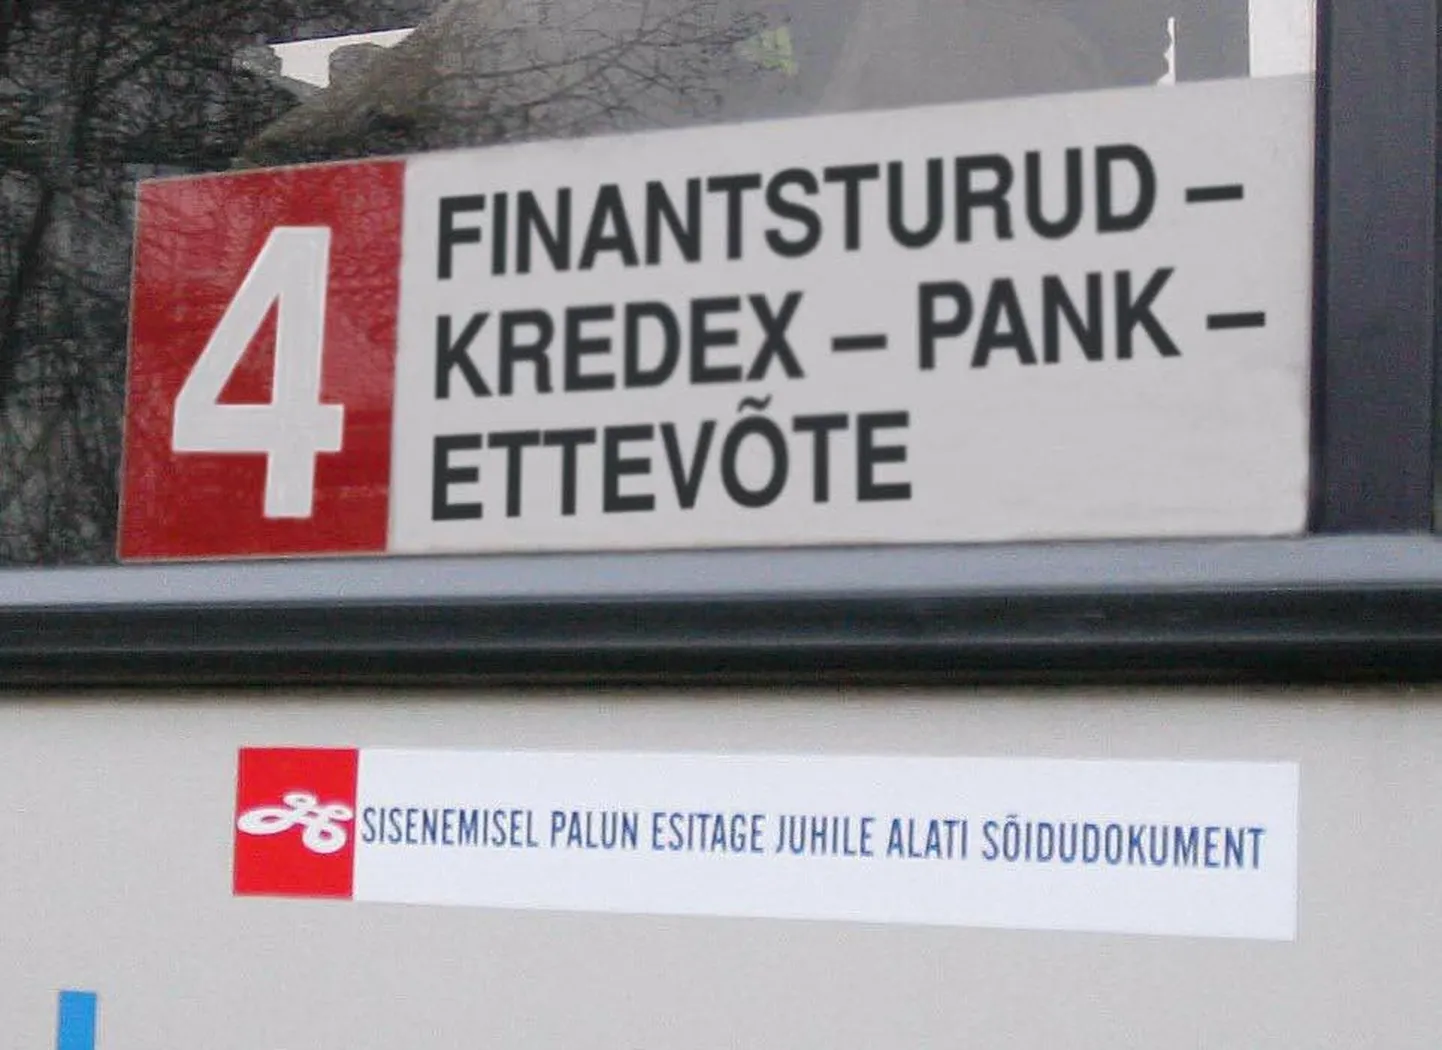 4
FINANTSTURUD –
KREDEX – PANK –
ETTEVÕTE
SISENEMISEL PALUN ESITAGE JUHILE ALATI SÕIDUDOKUMENT